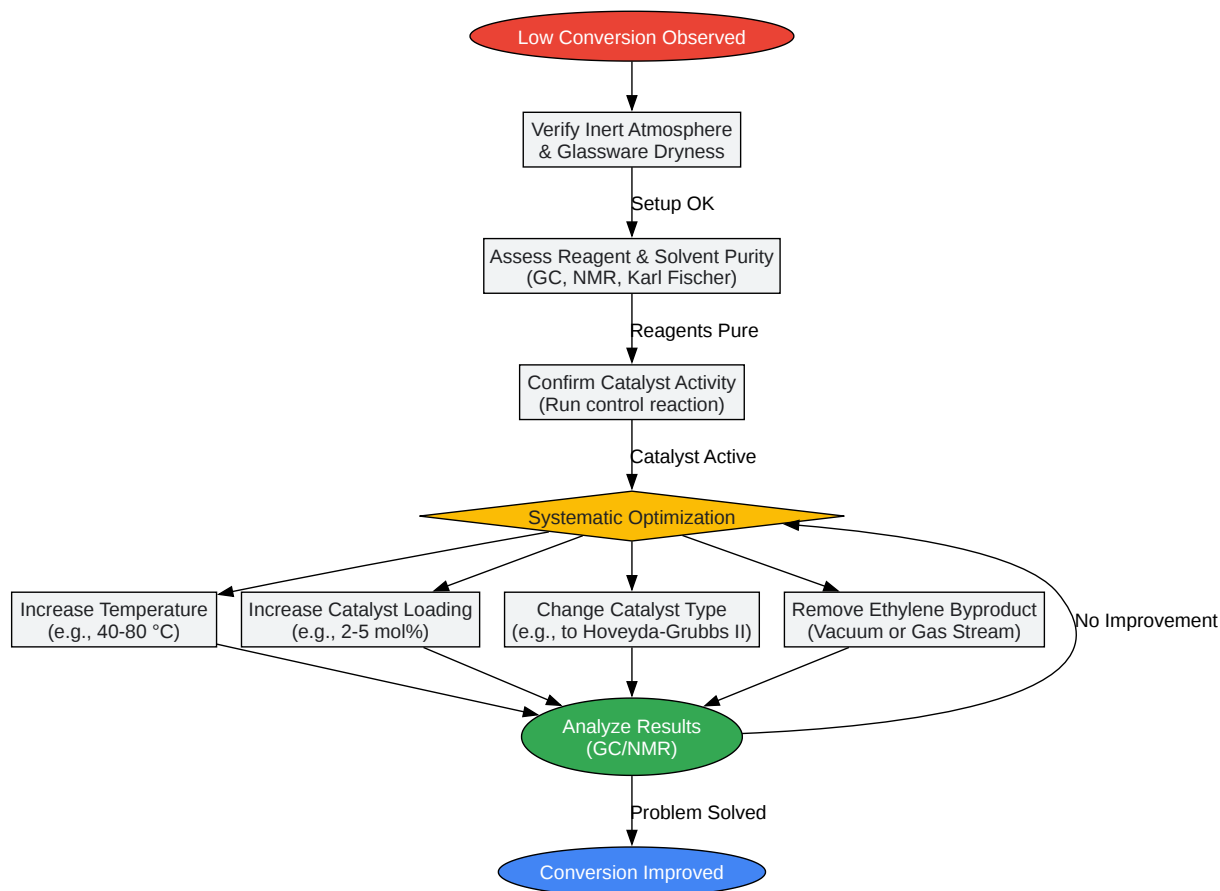 Low Conversion Observed
Verify Inert Atmosphere
& Glassware Dryness
Setup OK
Assess Reagent & Solvent Purity
(GC, NMR, Karl Fischer)
Reagents Pure
Confirm Catalyst Activity
(Run control reaction)
Catalyst Active
Systematic Optimization
Increase Temperature
(e.g., 40-80 °C)
Increase Catalyst Loading
(e.g., 2-5 mol%)
Change Catalyst Type
(e.g., to Hoveyda-Grubbs II)
Remove Ethylene Byproduct
(Vacuum or Gas Stream)
No Improvement
Analyze Results
(GC/NMR)
Problem Solved
Conversion Improved